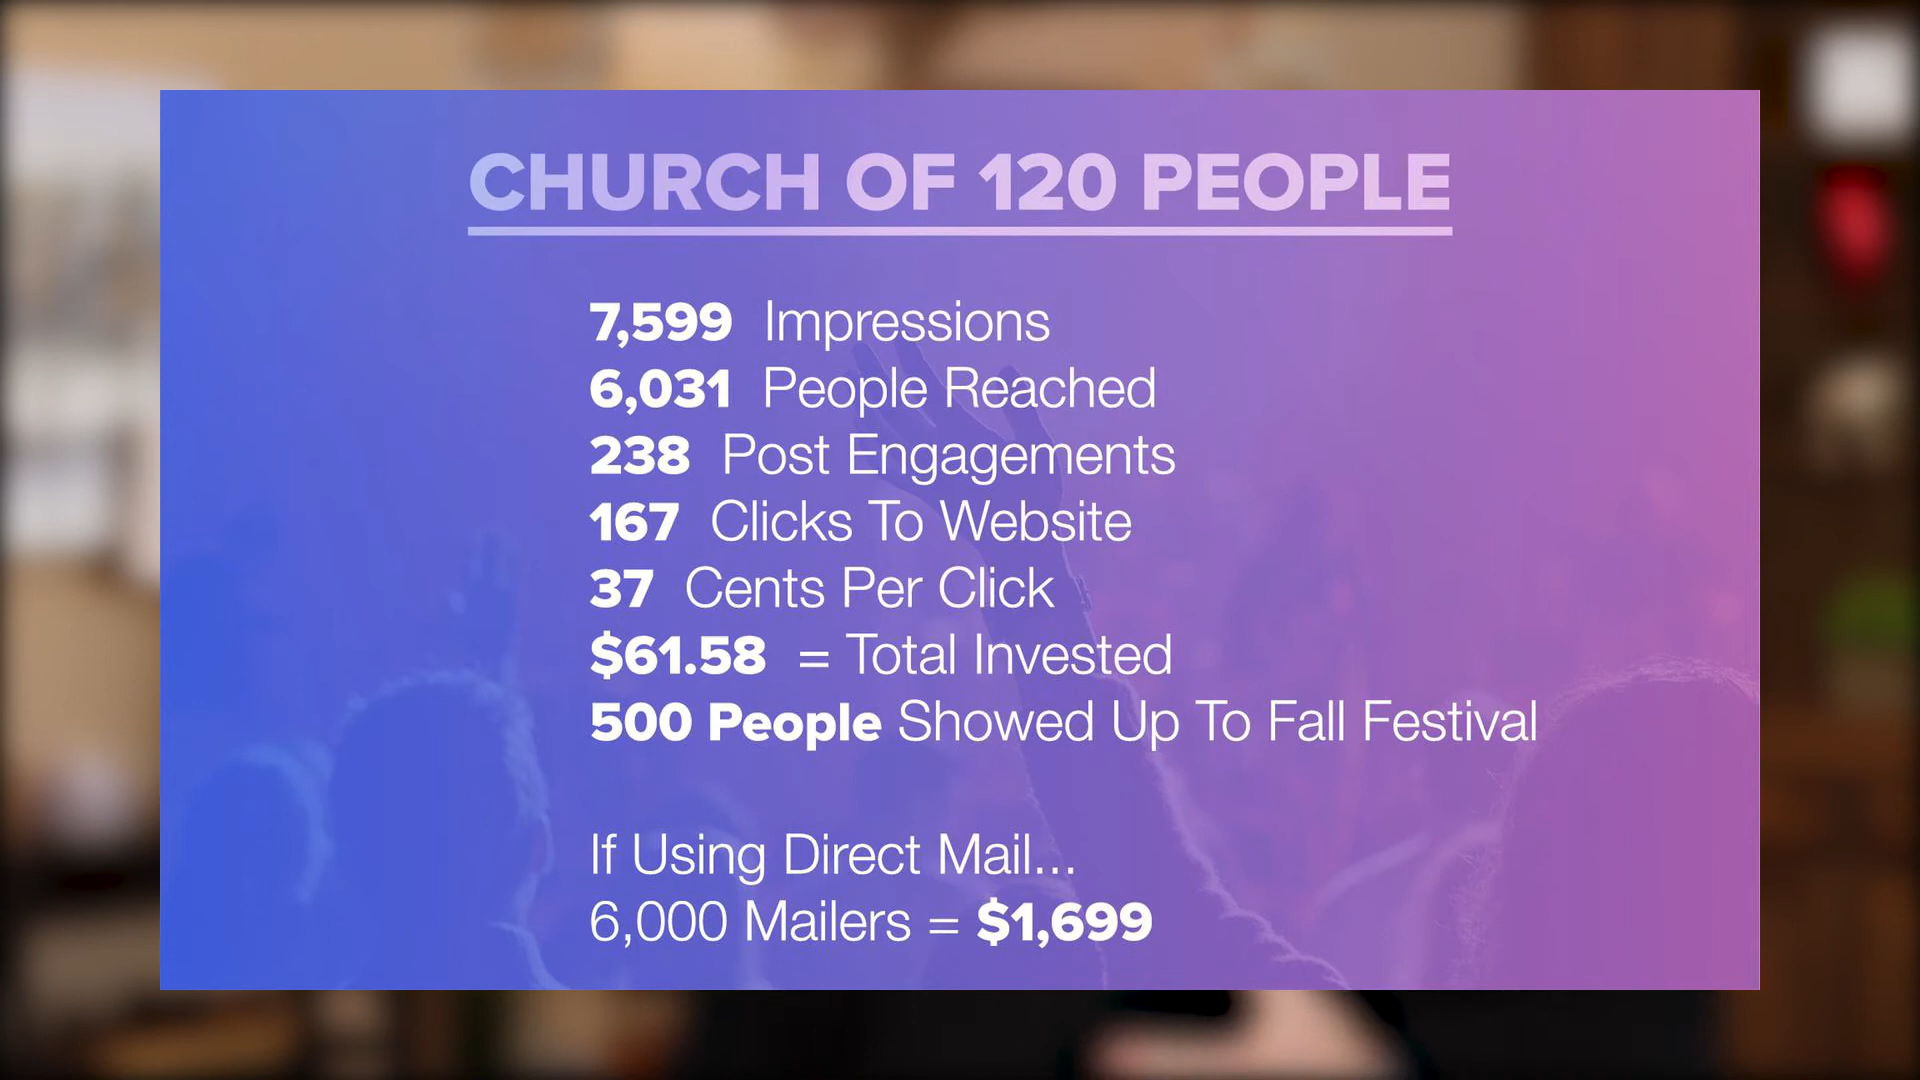 CHURCH OF 120 PEOPLE
7,599 Impressions
6,031 People Reached
238 Post Engagements
167 Clicks To Website
37 Cents Per Click
$61.58 = Total Invested
500 People Showed Up To Fall Festival
If Using Direct Mail...
6,000 Mailers = $1,699